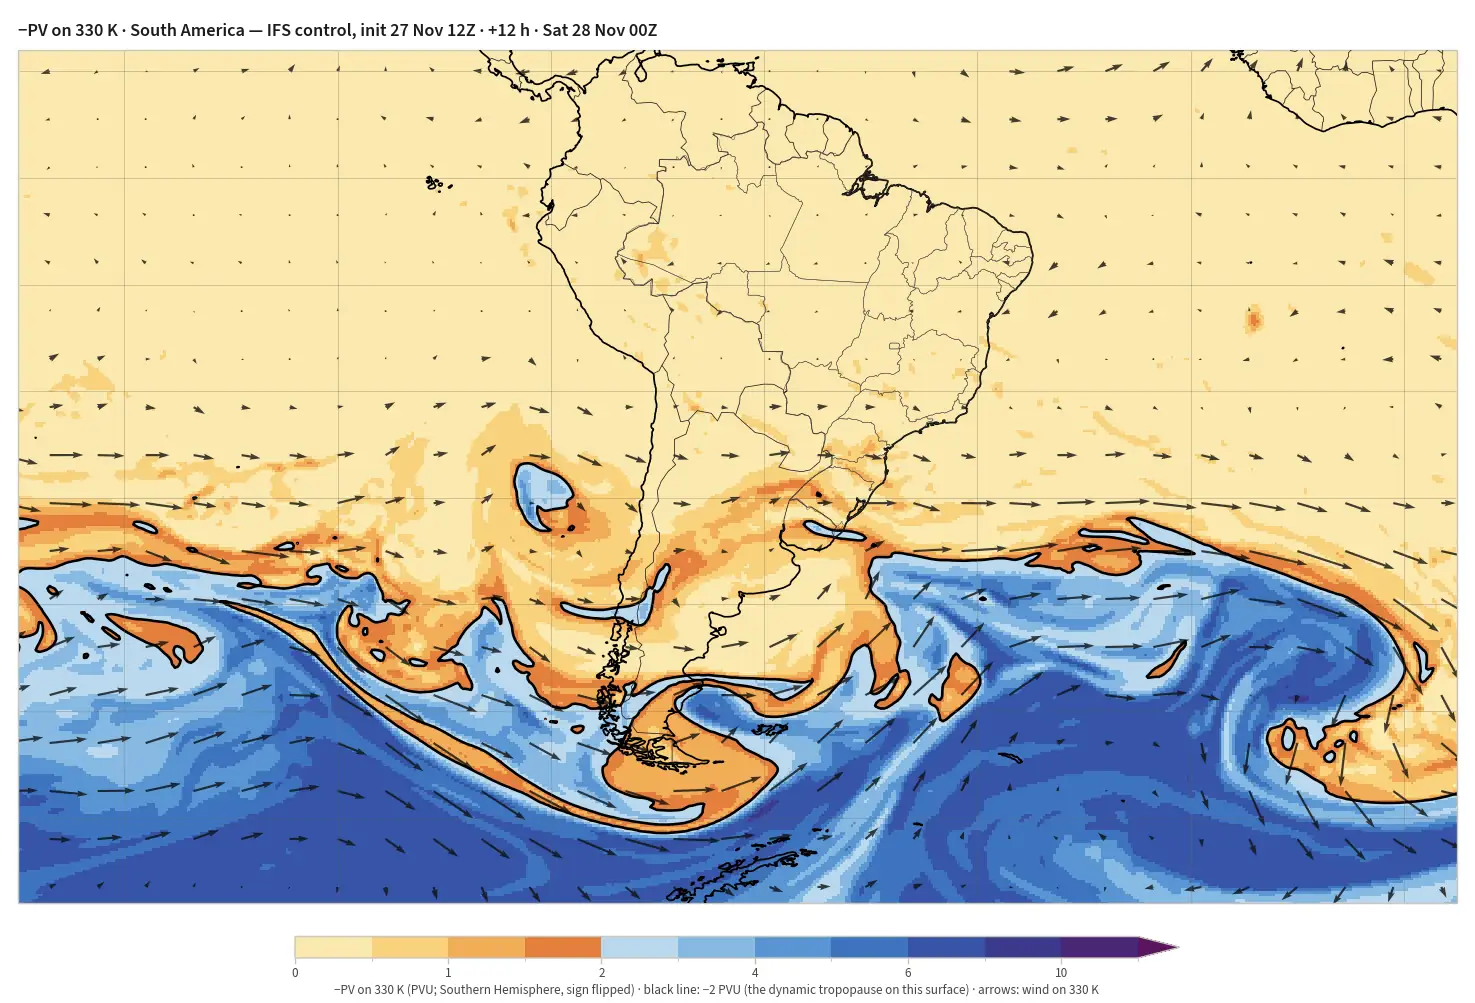 −PV on 330 K · South America — IFS control, init 27 Nov 12Z · +12 h · Sat 28 Nov 00Z
0 1 2 4 6 10
−PV on 330 K (PVU; Southern Hemisphere, sign flipped) · black line: −2 PVU (the dynamic tropopause on this surface) · arrows: wind on 330 K